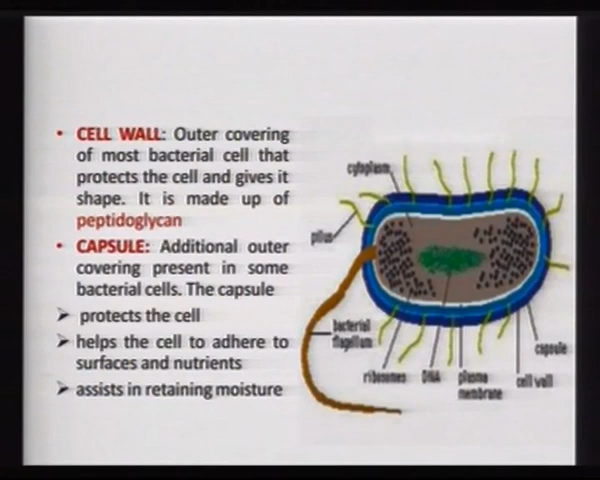 • CELL WALL: Outer covering
of most bacterial cell that
protects the cell and gives it
shape. It is made up of
peptidoglycan
• CAPSULE: Additional outer
covering present in some
bacterial cells. The capsule
➢ protects the cell
➢ helps the cell to adhere to
surfaces and nutrients
➢ assists in retaining moisture
cytoplasm
pilus
bacterial
flagellum
ribosomes
DNA
plasma
membrane
cell wall
capsule